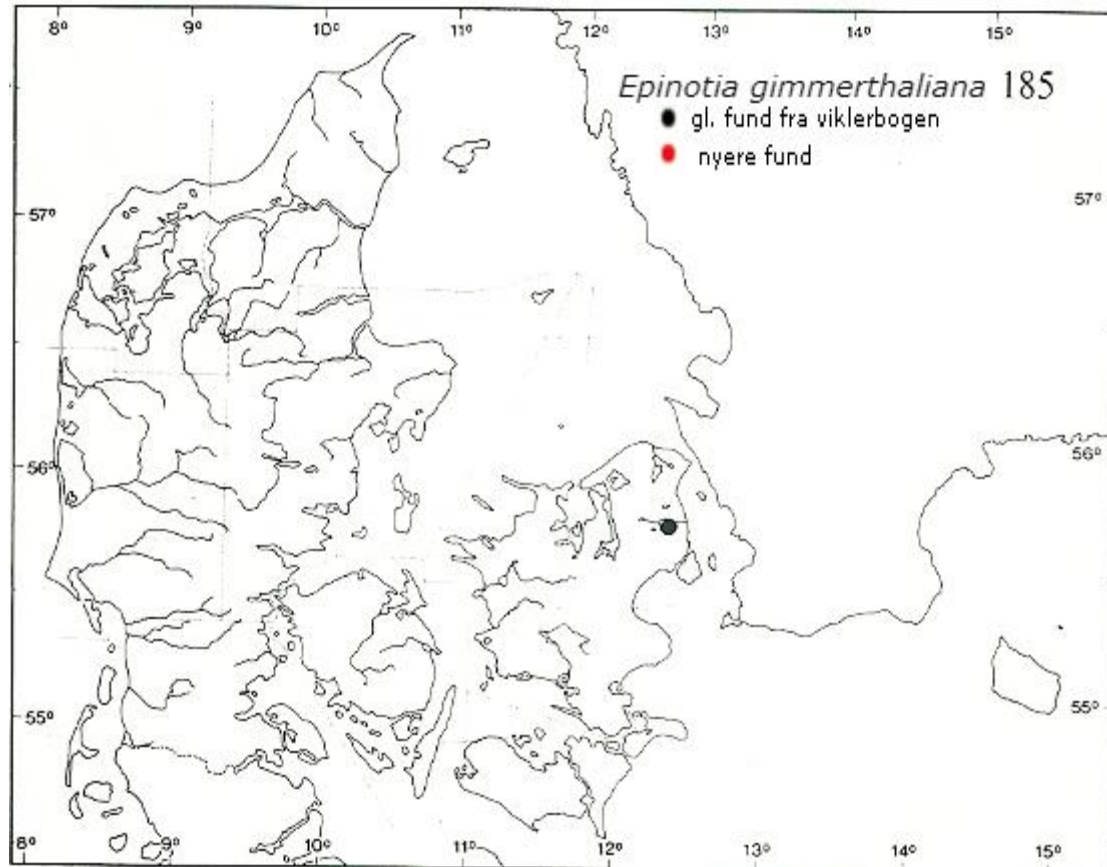 8° 9° 10° 11° 12° 13° 14° 15°
Epinotia gimmerthaliana 185
gl. fund fra viklerbogen
nyere fund
57° 57°
56° 56°
55° 55°
8° 9° 10° 11° 12° 13° 14° 15°